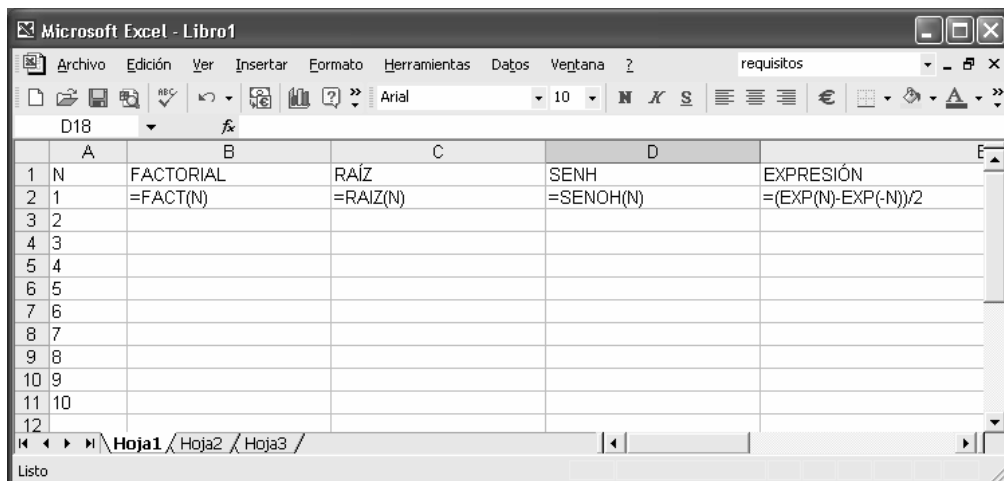 Microsoft Excel - Libro1
Archivo Edición Ver Insertar Formato Herramientas Datos Ventana ? requisitos
ABC Arial 10 N K S € A
D18 fx
A B C D E
1 N FACTORIAL RAÍZ SENH EXPRESIÓN
2 1 =FACT(N) =RAIZ(N) =SENOH(N) =(EXP(N)-EXP(-N))/2
3 2
4 3
5 4
6 5
7 6
8 7
9 8
10 9
11 10
12
Hoja1 Hoja2 Hoja3
Listo